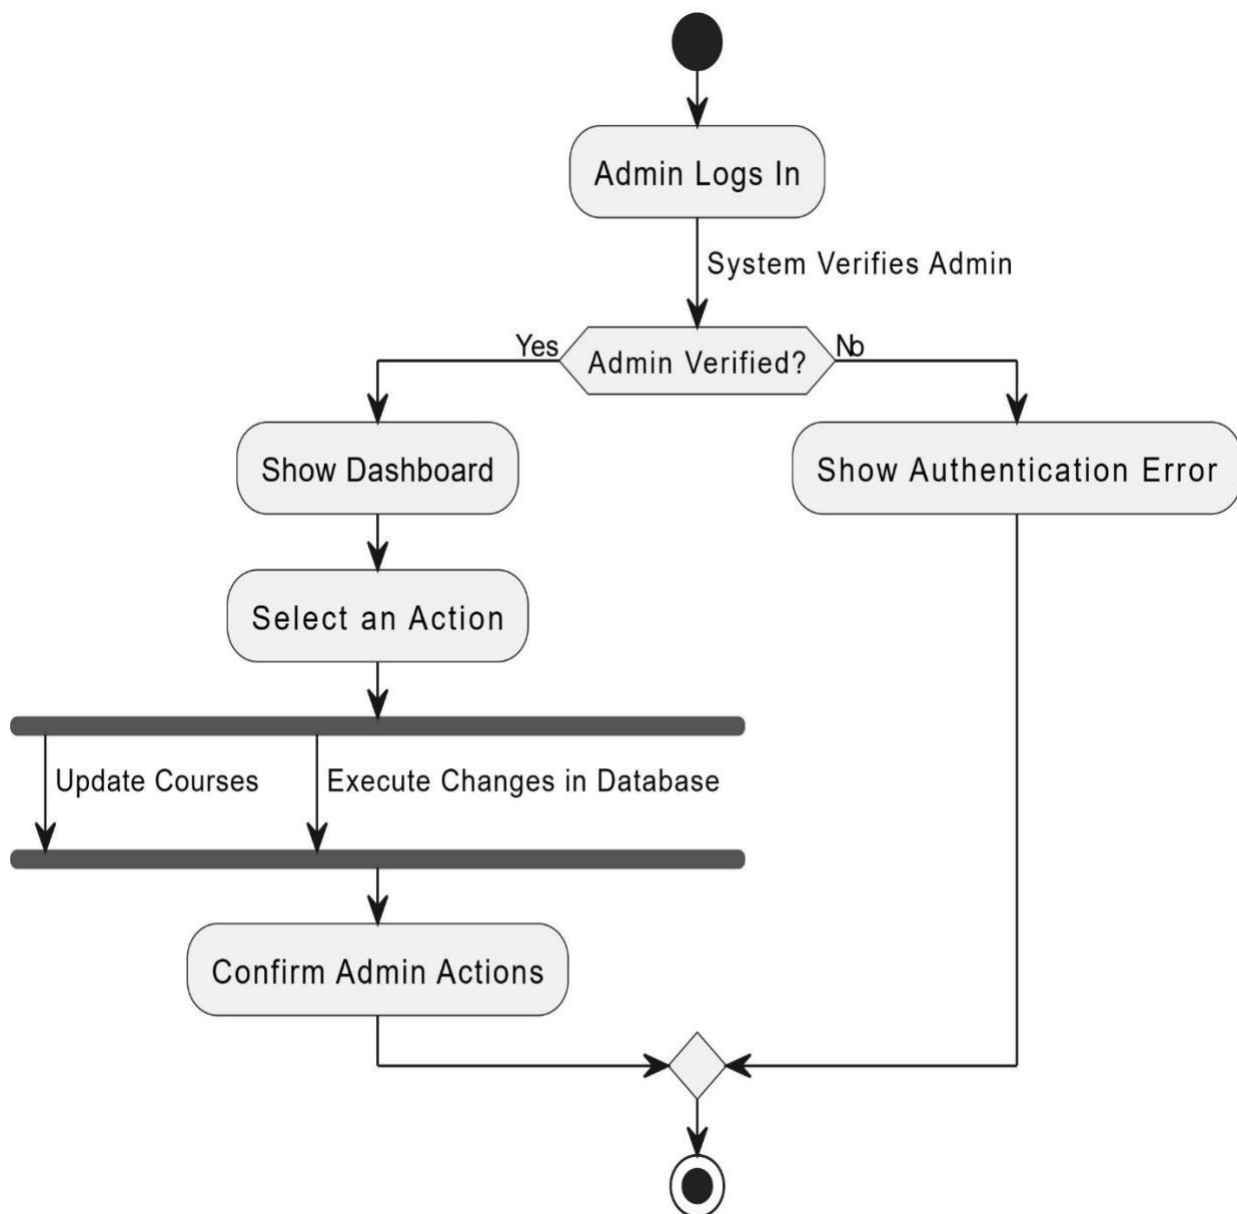 Admin Logs In
System Verifies Admin
Yes
Admin Verified?
No
Show Dashboard
Show Authentication Error
Select an Action
Update Courses
Execute Changes in Database
Confirm Admin Actions